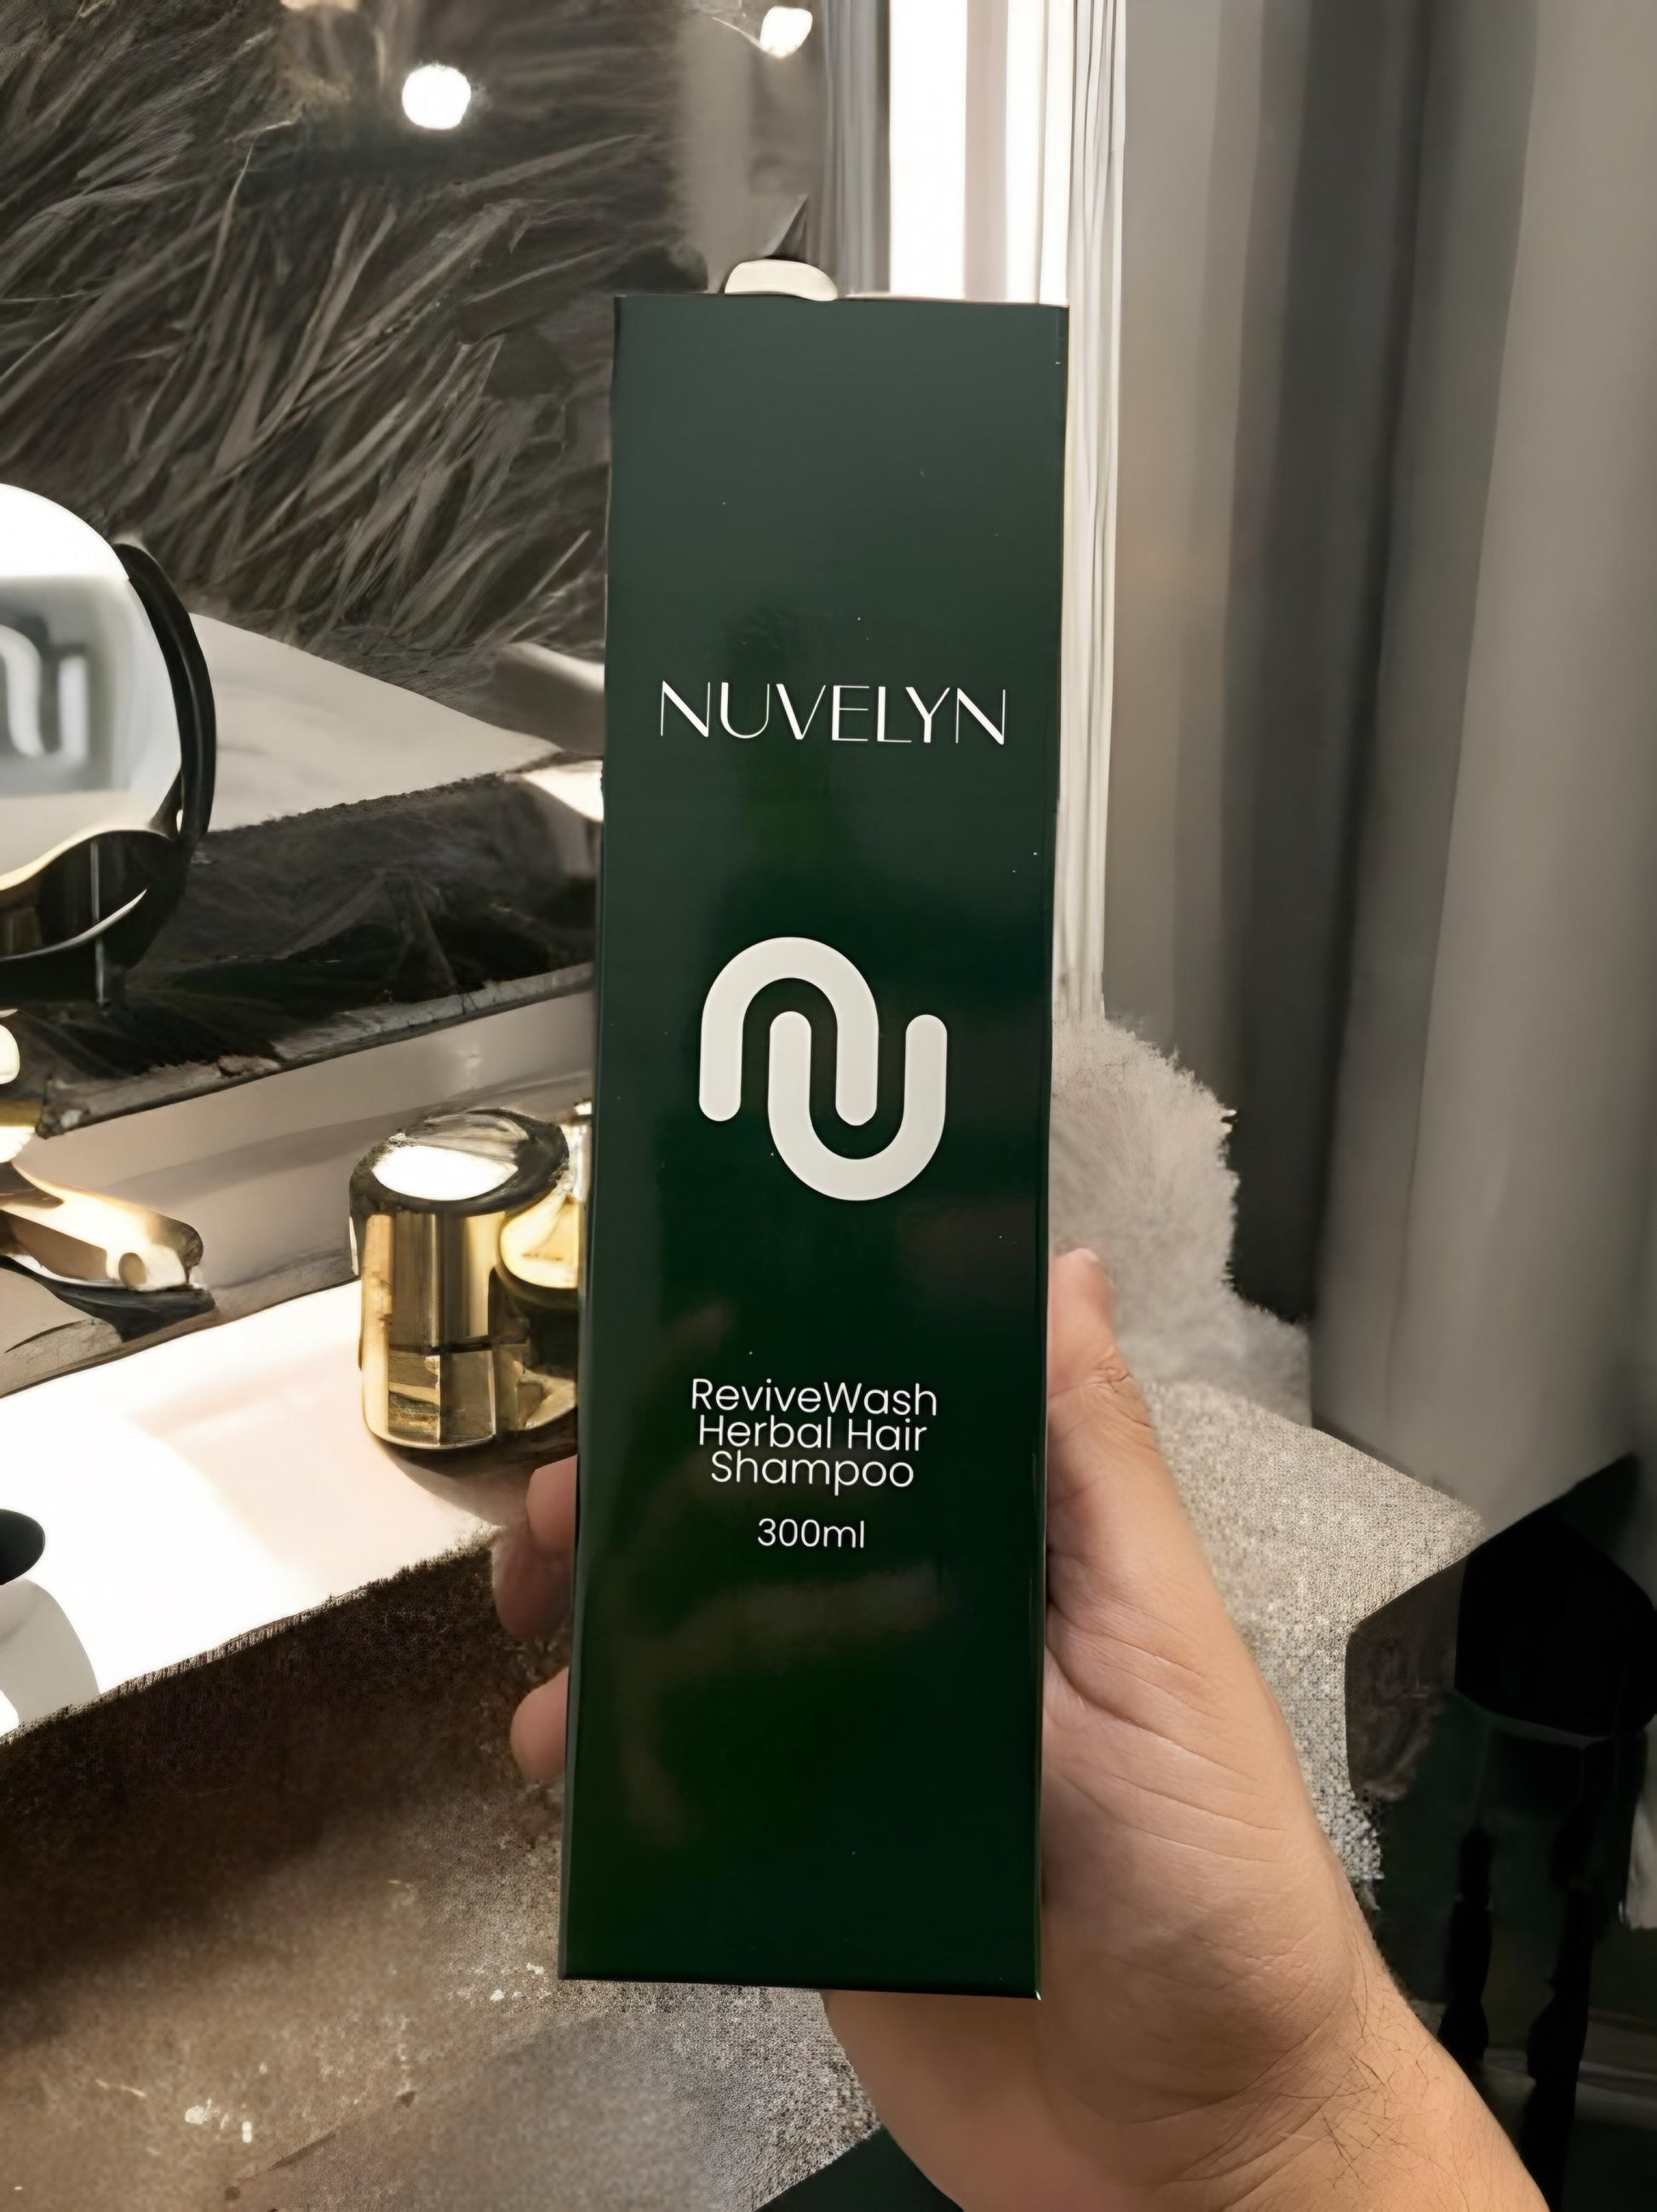 NUVELYN
ReviveWash
Herbal Hair
Shampoo
300ml